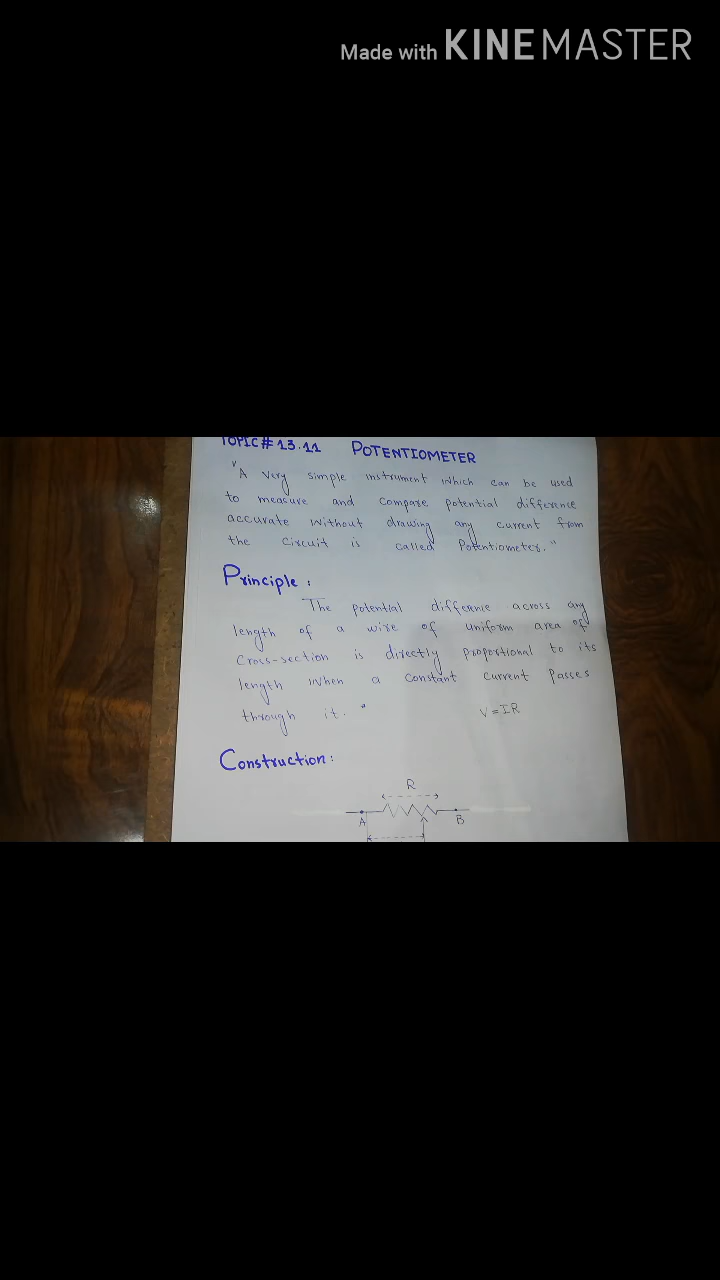 Made with KINEMASTER
TOPIC# 13.11 POTENTIOMETER
"A very simple instrument which can be used
to measure and compare potential difference
accurate without drawing any current from
the circuit is called Potentiometer."
Principle:
The potential difference across any
length of a wire of uniform area of
cross-section is directly proportional to its
length when a constant current passes
through it."
V=IR
Construction:
R
A B